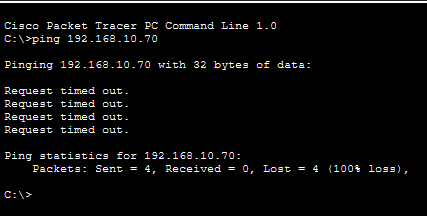 Cisco Packet Tracer PC Command Line 1.0
C:\>ping 192.168.10.70
Pinging 192.168.10.70 with 32 bytes of data:
Request timed out.
Request timed out.
Request timed out.
Request timed out.
Ping statistics for 192.168.10.70:
    Packets: Sent = 4, Received = 0, Lost = 4 (100% loss),
C:\>